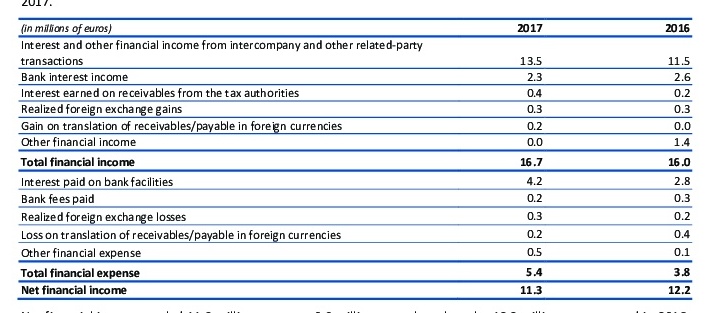 2017.
(in millions of euros) 2017 2016
Interest and other financial income from intercompany and other related-party
transactions 13.5 11.5
Bank interest income 2.3 2.6
Interest earned on receivables from the tax authorities 0.4 0.2
Realized foreign exchange gains 0.3 0.3
Gain on translation of receivables/payable in foreign currencies 0.2 0.0
Other financial income 0.0 1.4
Total financial income 16.7 16.0
Interest paid on bank facilities 4.2 2.8
Bank fees paid 0.2 0.3
Realized foreign exchange losses 0.3 0.2
Loss on translation of receivables/payable in foreign currencies 0.2 0.4
Other financial expense 0.5 0.1
Total financial expense 5.4 3.8
Net financial income 11.3 12.2